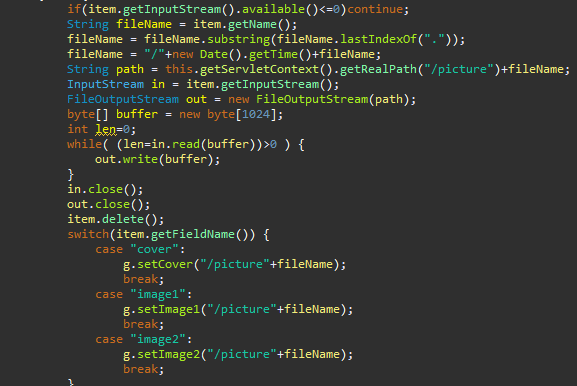 if(item.getInputStream().available()<=0)continue;
String fileName = item.getName();
fileName = fileName.substring(fileName.lastIndexOf("."));
fileName = "/"+new Date().getTime()+fileName;
String path = this.getServletContext().getRealPath("/picture")+fileName;
InputStream in = item.getInputStream();
FileOutputStream out = new FileOutputStream(path);
byte[] buffer = new byte[1024];
int len=0;
while( (len=in.read(buffer))>0 ) {
out.write(buffer);
}
in.close();
out.close();
item.delete();
switch(item.getFieldName()) {
case "cover":
g.setCover("/picture"+fileName);
break;
case "image1":
g.setImage1("/picture"+fileName);
break;
case "image2":
g.setImage2("/picture"+fileName);
break;
}